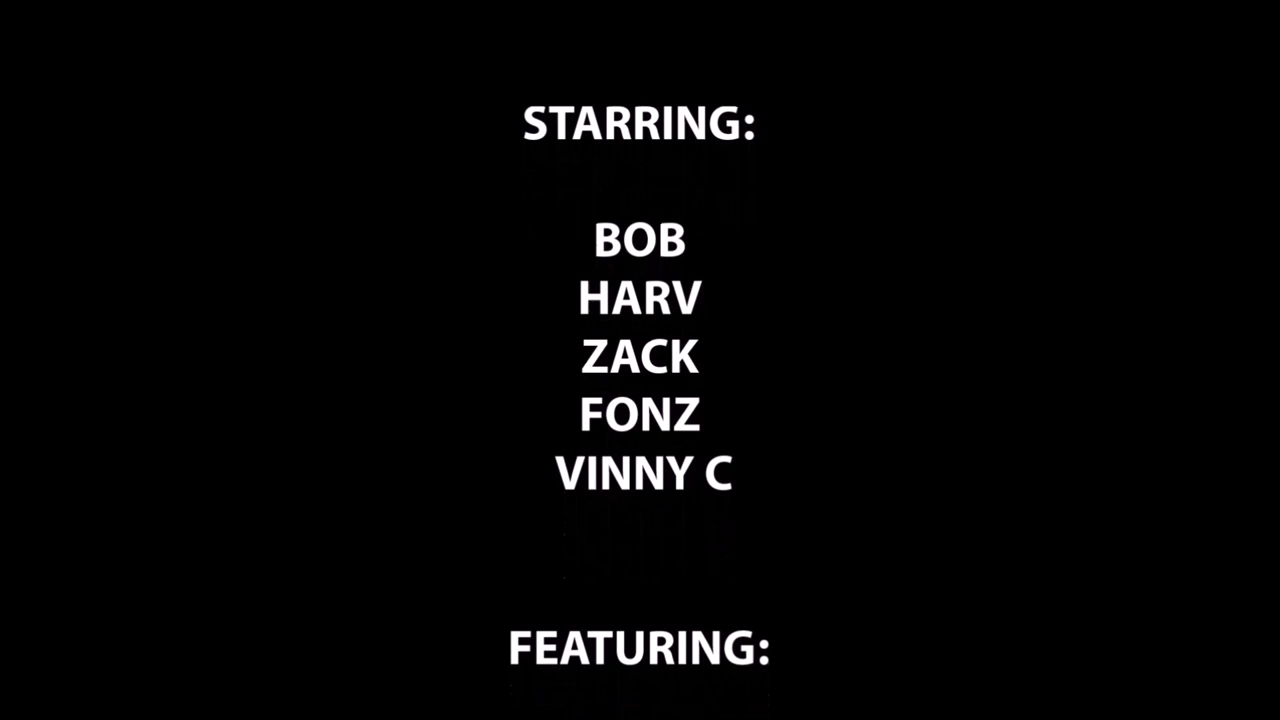 STARRING:
BOB
HARV
ZACK
FONZ
VINNY C
FEATURING: